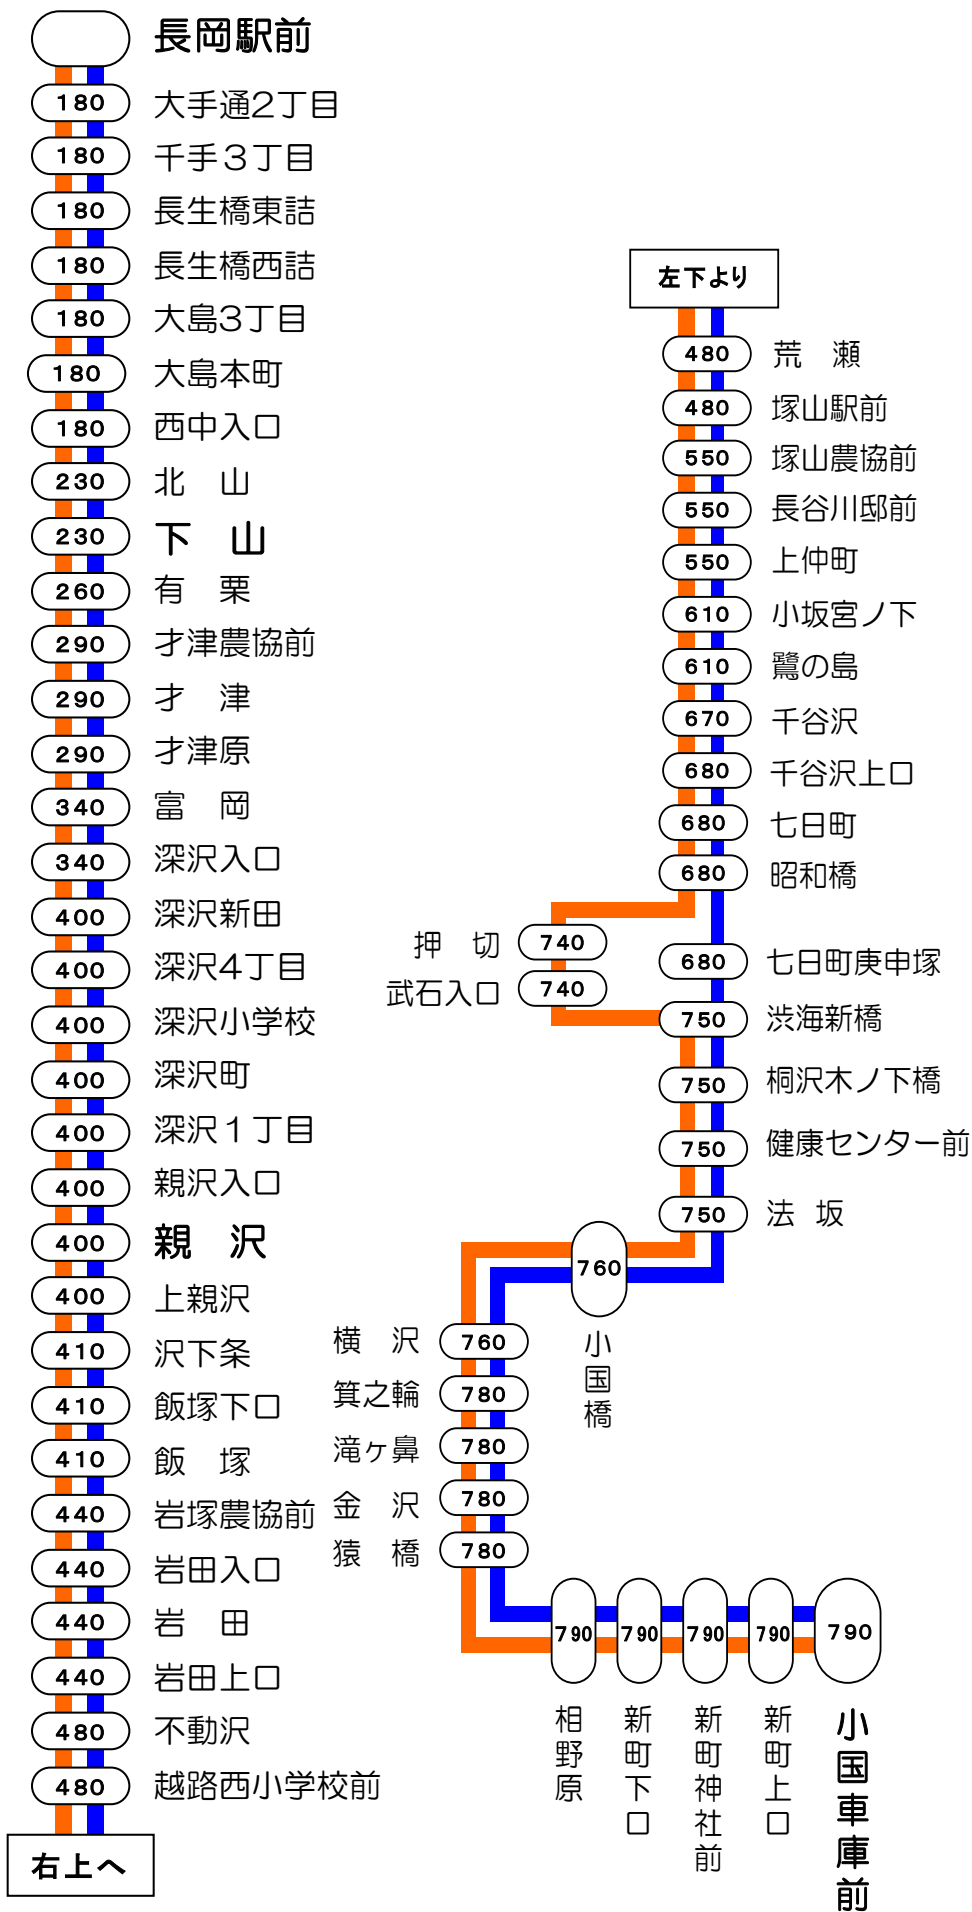 長岡駅前
180 大手通2丁目
180 千手３丁目
180 長生橋東詰
180 長生橋西詰
180 大島3丁目
180 大島本町
180 西中入口
230 北　山
230 下　山
260 有　栗
290 才津農協前
290 才　津
290 才津原
340 富　岡
340 深沢入口
400 深沢新田
400 深沢4丁目
400 深沢小学校
400 深沢町
400 深沢１丁目
400 親沢入口
400 親　沢
400 上親沢
410 沢下条
410 飯塚下口
410 飯　塚
440 岩塚農協前
440 岩田入口
440 岩　田
440 岩田上口
480 不動沢
480 越路西小学校前
右上へ
左下より
480 荒　瀬
480 塚山駅前
550 塚山農協前
550 長谷川邸前
550 上仲町
610 小坂宮ノ下
610 鷺の島
670 千谷沢
680 千谷沢上口
680 七日町
680 昭和橋
押　切 740
武石入口 740
680 七日町庚申塚
750 渋海新橋
750 桐沢木ノ下橋
750 健康センター前
750 法 坂
760 小国橋
横　沢 760
箕之輪 780
滝ヶ鼻 780
金　沢 780
猿　橋 780
790 相野原
790 新町下口
790 新町神社前
790 新町上口
790 小国車庫前